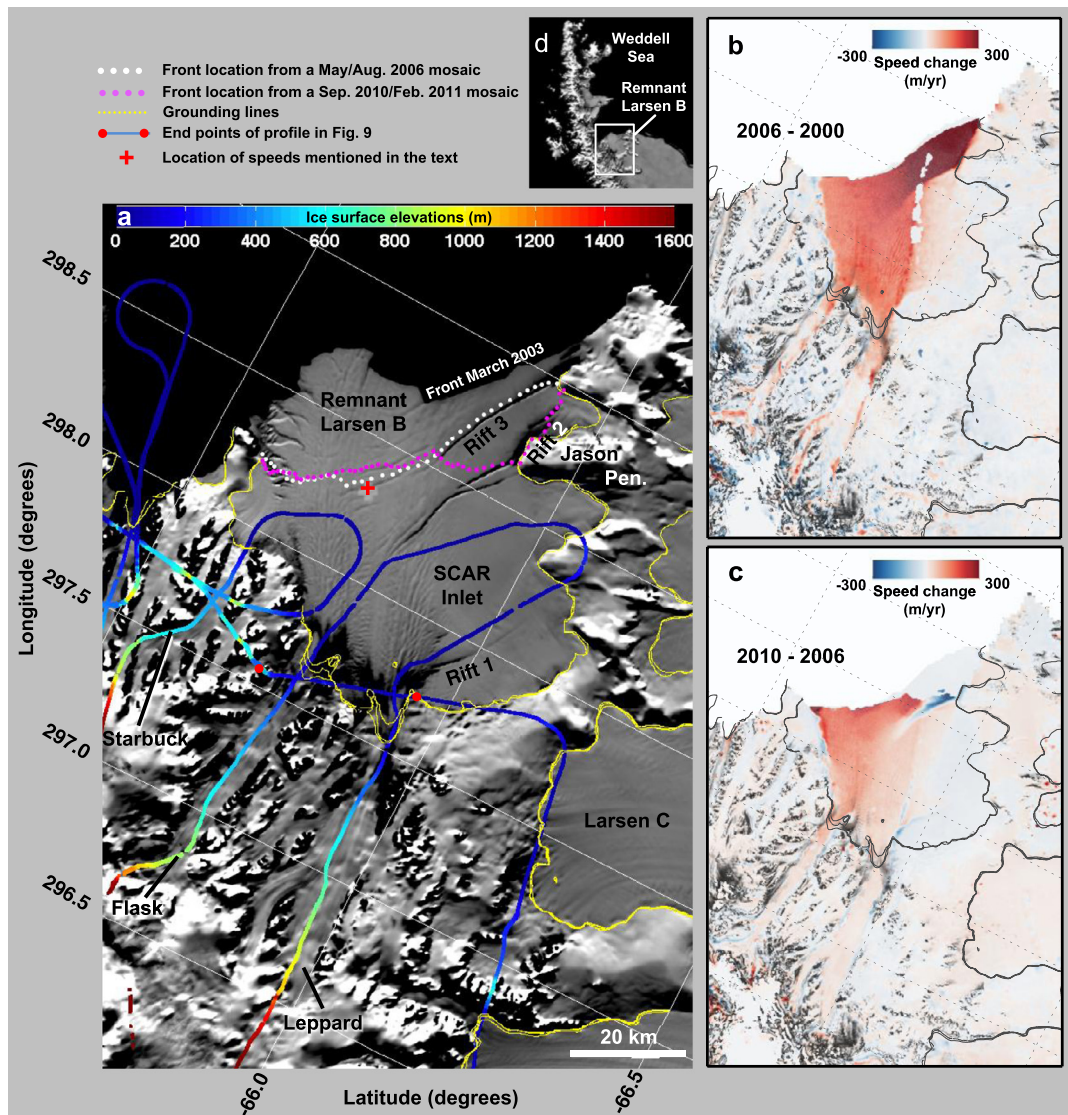 Front location from a May/Aug. 2006 mosaic
Front location from a Sep. 2010/Feb. 2011 mosaic
Grounding lines
End points of profile in Fig. 9
Location of speeds mentioned in the text
d
Weddell
Sea
Remnant
Larsen B
b
-300
300
Speed change
(m/yr)
2006 - 2000
a
Ice surface elevations (m)
0 200 400 600 800 1000 1200 1400 1600
298.5
298.0
297.5
297.0
296.5
Longitude (degrees)
Front March 2003
Remnant
Larsen B
Rift 3
Rift 2
Jason
Pen.
SCAR
Inlet
Rift 1
Starbuck
Larsen C
Flask
Leppard
20 km
-66.0
-66.5
Latitude (degrees)
c
-300
300
Speed change
(m/yr)
2010 - 2006